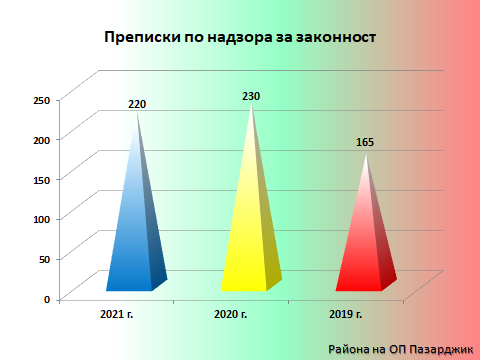 Преписки по надзора за законност
250
200
150
100
50
0
220
230
165
2021 г.
2020 г.
2019 г.
Района на ОП Пазарджик